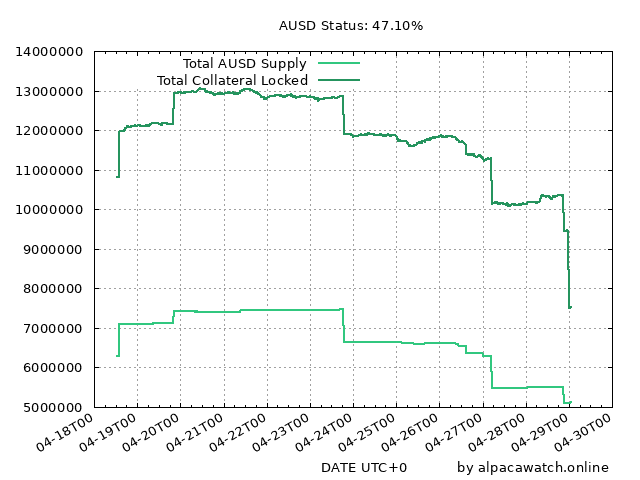 AUSD Status: 47.10%
14000000
13000000
12000000
11000000
10000000
9000000
8000000
7000000
6000000
5000000
Total AUSD Supply
Total Collateral Locked
04-18T00
04-19T00
04-20T00
04-21T00
04-22T00
04-23T00
04-24T00
04-25T00
04-26T00
04-27T00
04-28T00
04-29T00
04-30T00
DATE UTC+0
by alpacawatch.online